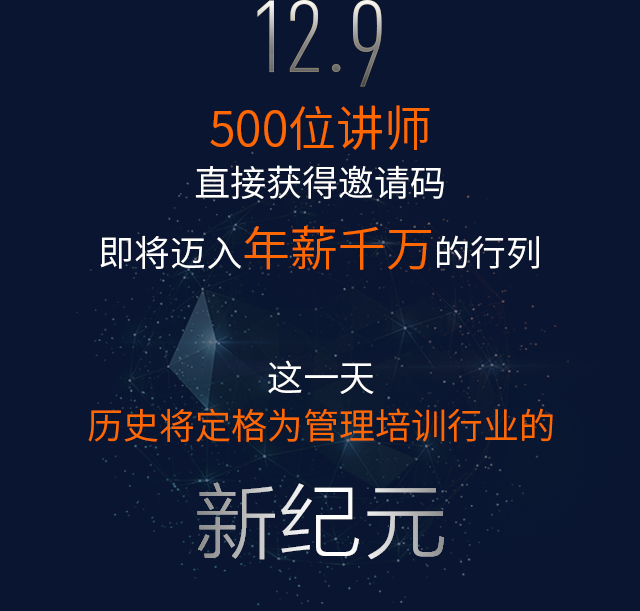 12.9
500位讲师
直接获得邀请码
即将迈入年薪千万的行列
这一天
历史将定格为管理培训行业的
新纪元